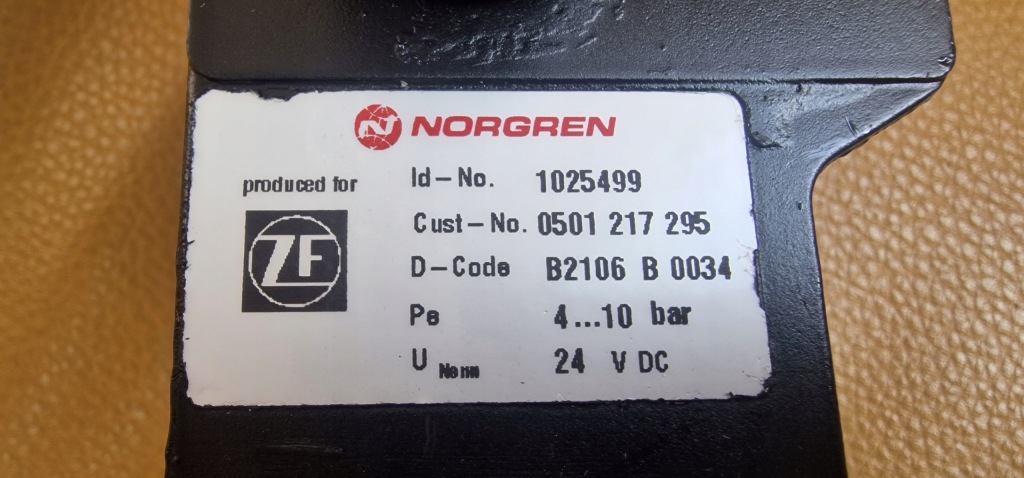 NORGREN
produced for
ZF
Id-No. 1025499
Cust-No. 0501 217 295
D-Code B2106 B 0034
Pe 4...10 bar
U Nenn 24 V DC